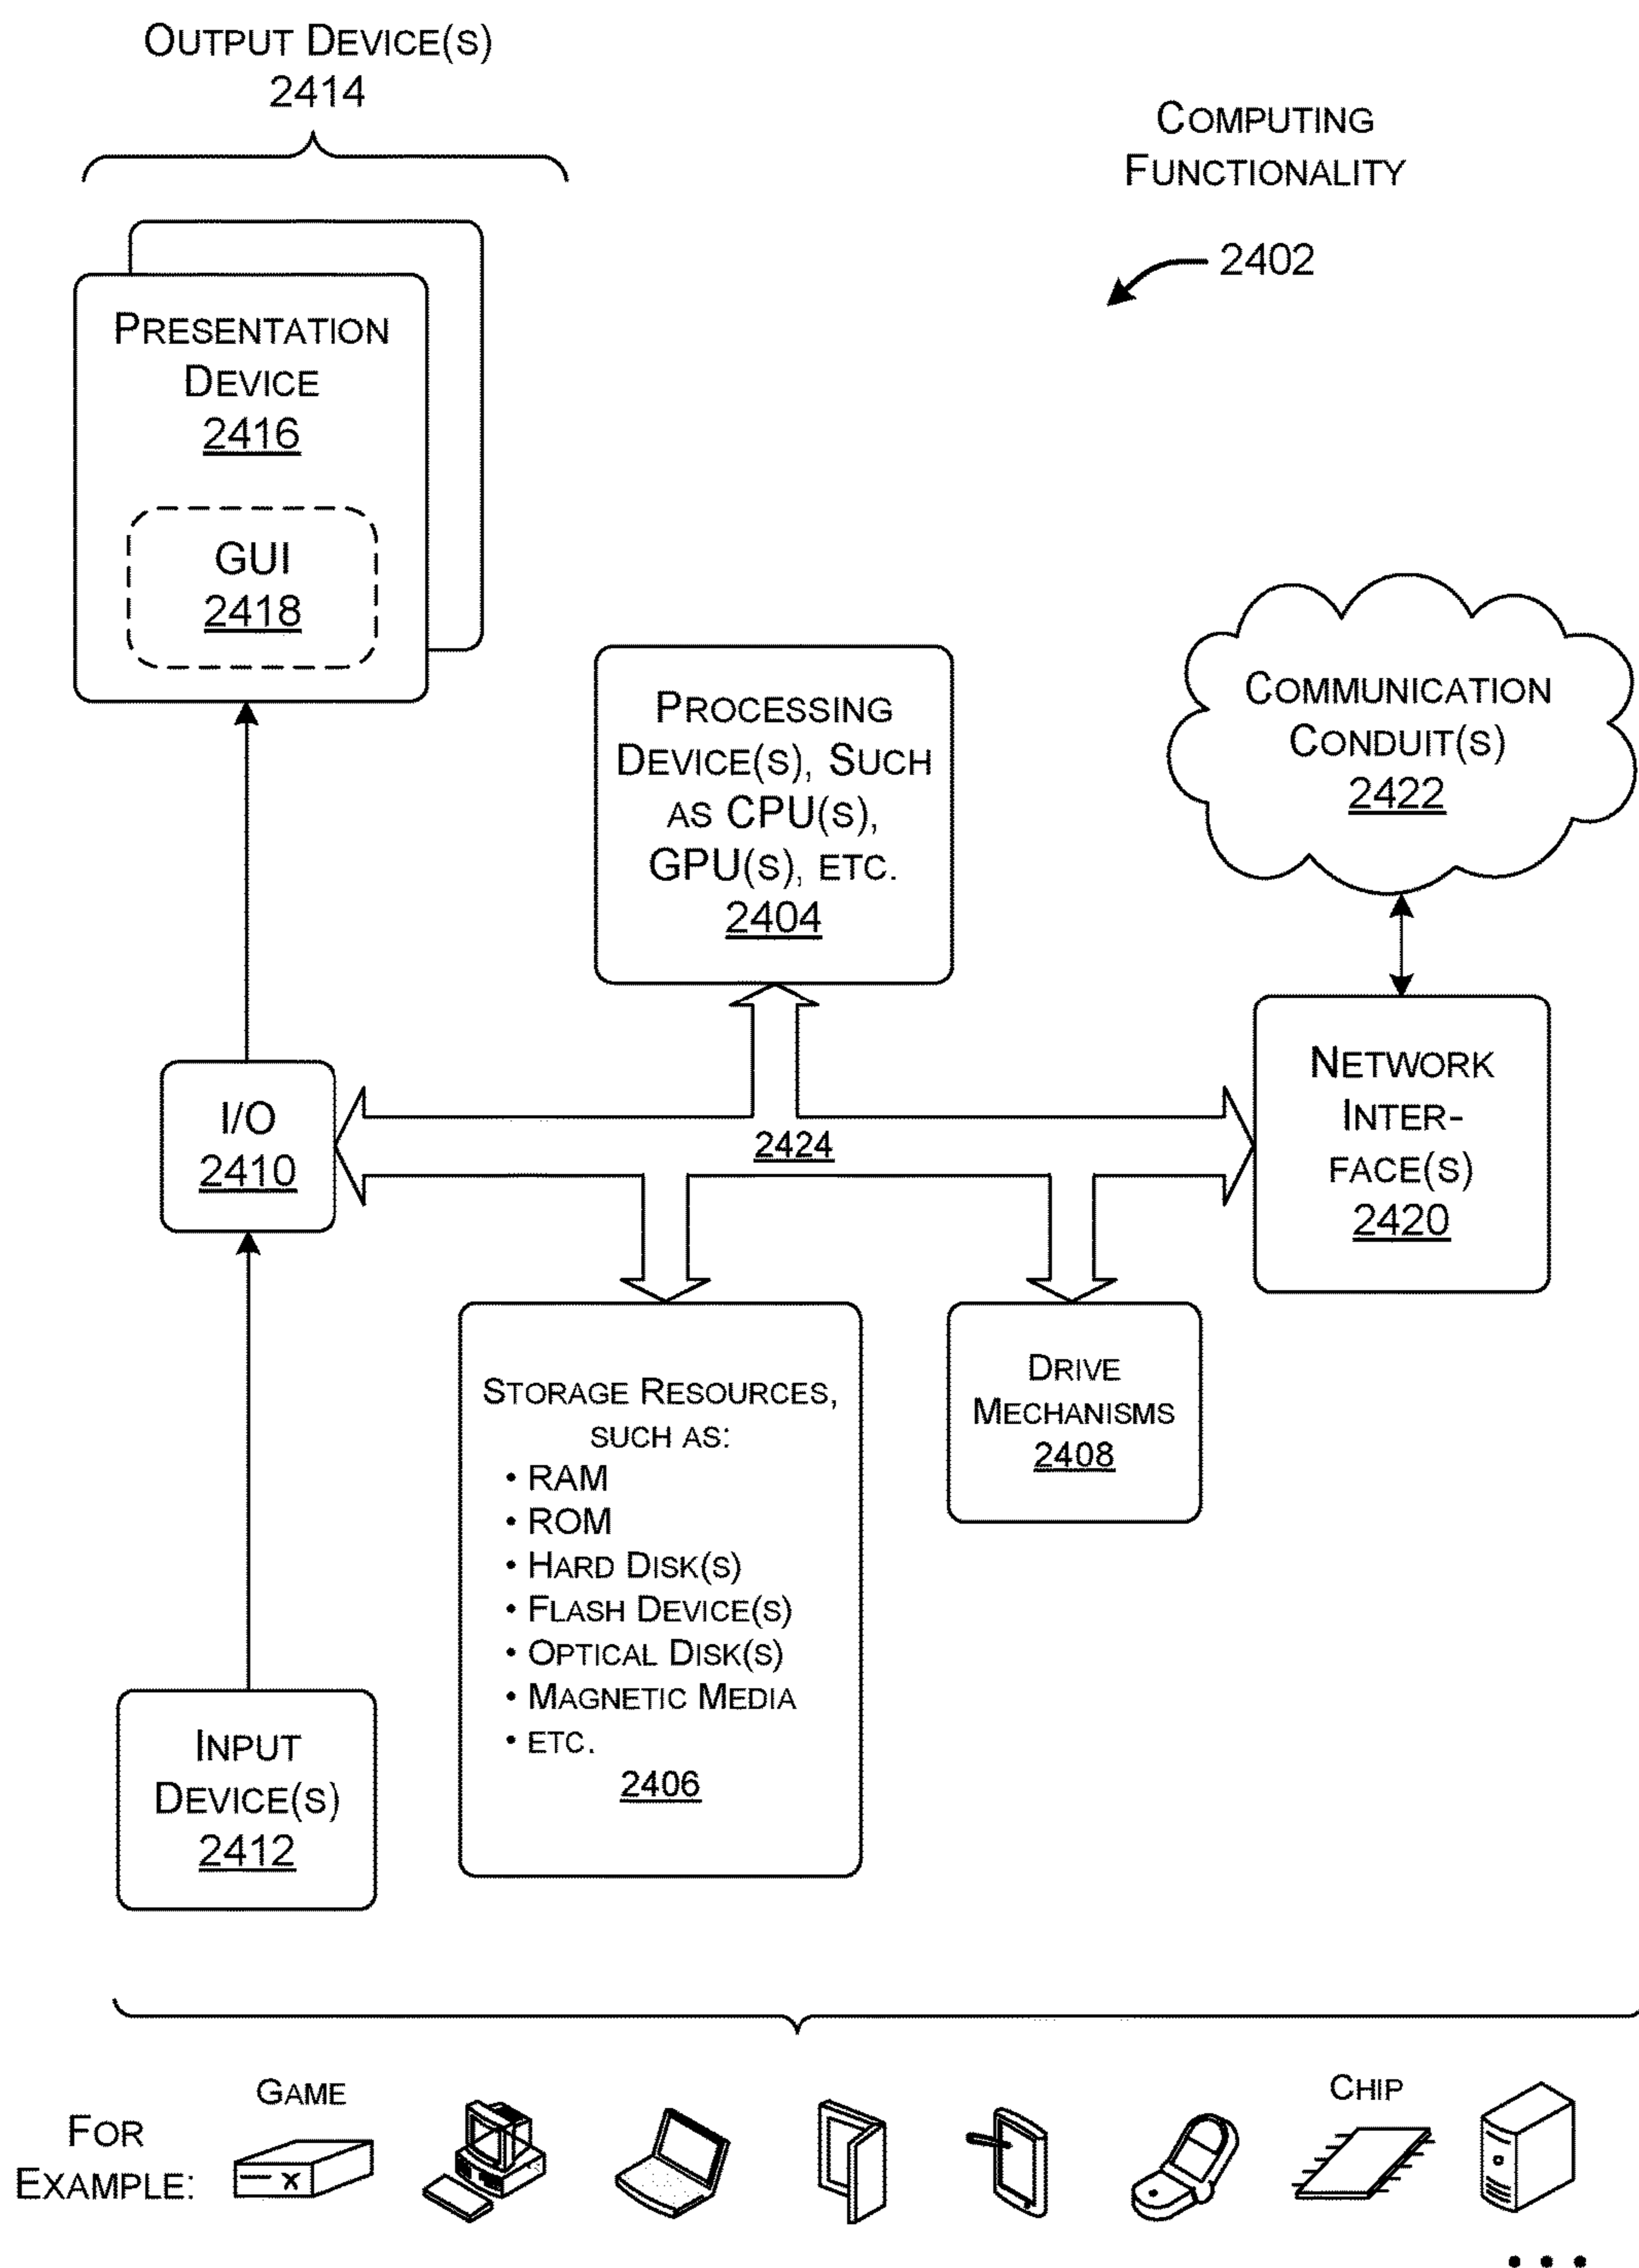 OUTPUT DEVICE(S)
2414
COMPUTING
FUNCTIONALITY
2402
PRESENTATION
DEVICE
2416
GUI
2418
PROCESSING
DEVICE(S), SUCH
AS CPU(S),
GPU(S), ETC.
2404
COMMUNICATION
CONDUIT(S)
2422
I/O
2410
2424
NETWORK
INTER-
FACE(S)
2420
STORAGE RESOURCES,
SUCH AS:
• RAM
• ROM
• HARD DISK(S)
• FLASH DEVICE(S)
• OPTICAL DISK(S)
• MAGNETIC MEDIA
• ETC.
2406
DRIVE
MECHANISMS
2408
INPUT
DEVICE(S)
2412
FOR
EXAMPLE:
GAME
X
CHIP
• • •